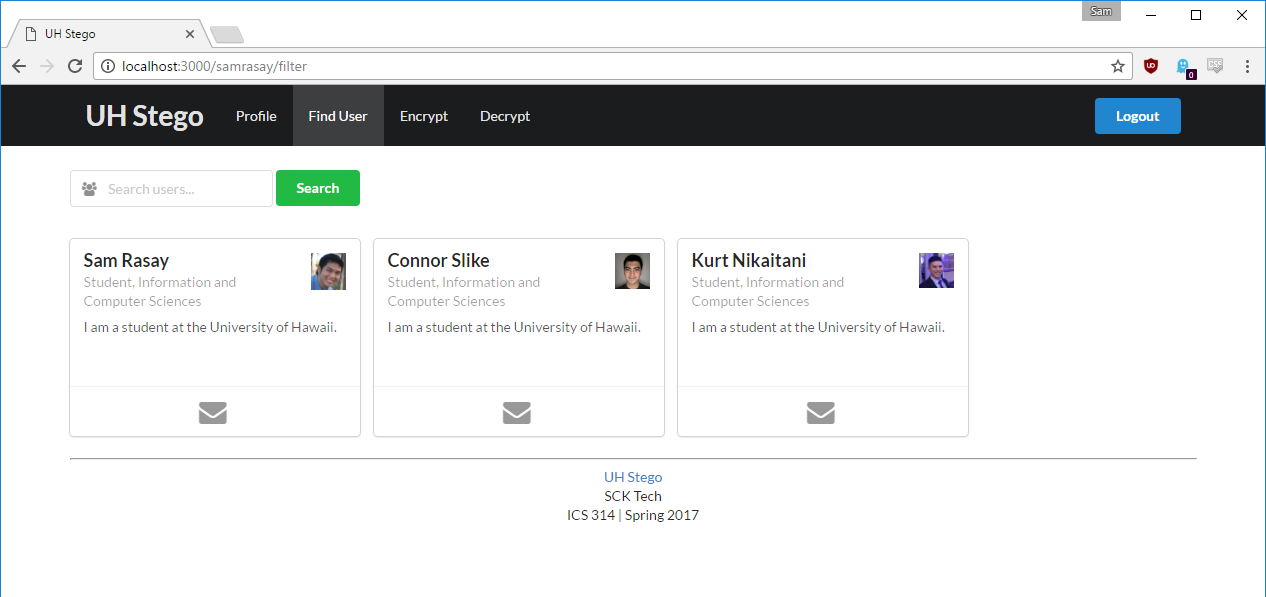 Sam
UH Stego
localhost:3000/samrasay/filter
0
CSS
UH Stego Profile Find User Encrypt Decrypt Logout
Search users... Search
Sam Rasay
Student, Information and
Computer Sciences
I am a student at the University of Hawaii.
Connor Slike
Student, Information and
Computer Sciences
I am a student at the University of Hawaii.
Kurt Nikaitani
Student, Information and
Computer Sciences
I am a student at the University of Hawaii.
UH Stego
SCK Tech
ICS 314 | Spring 2017